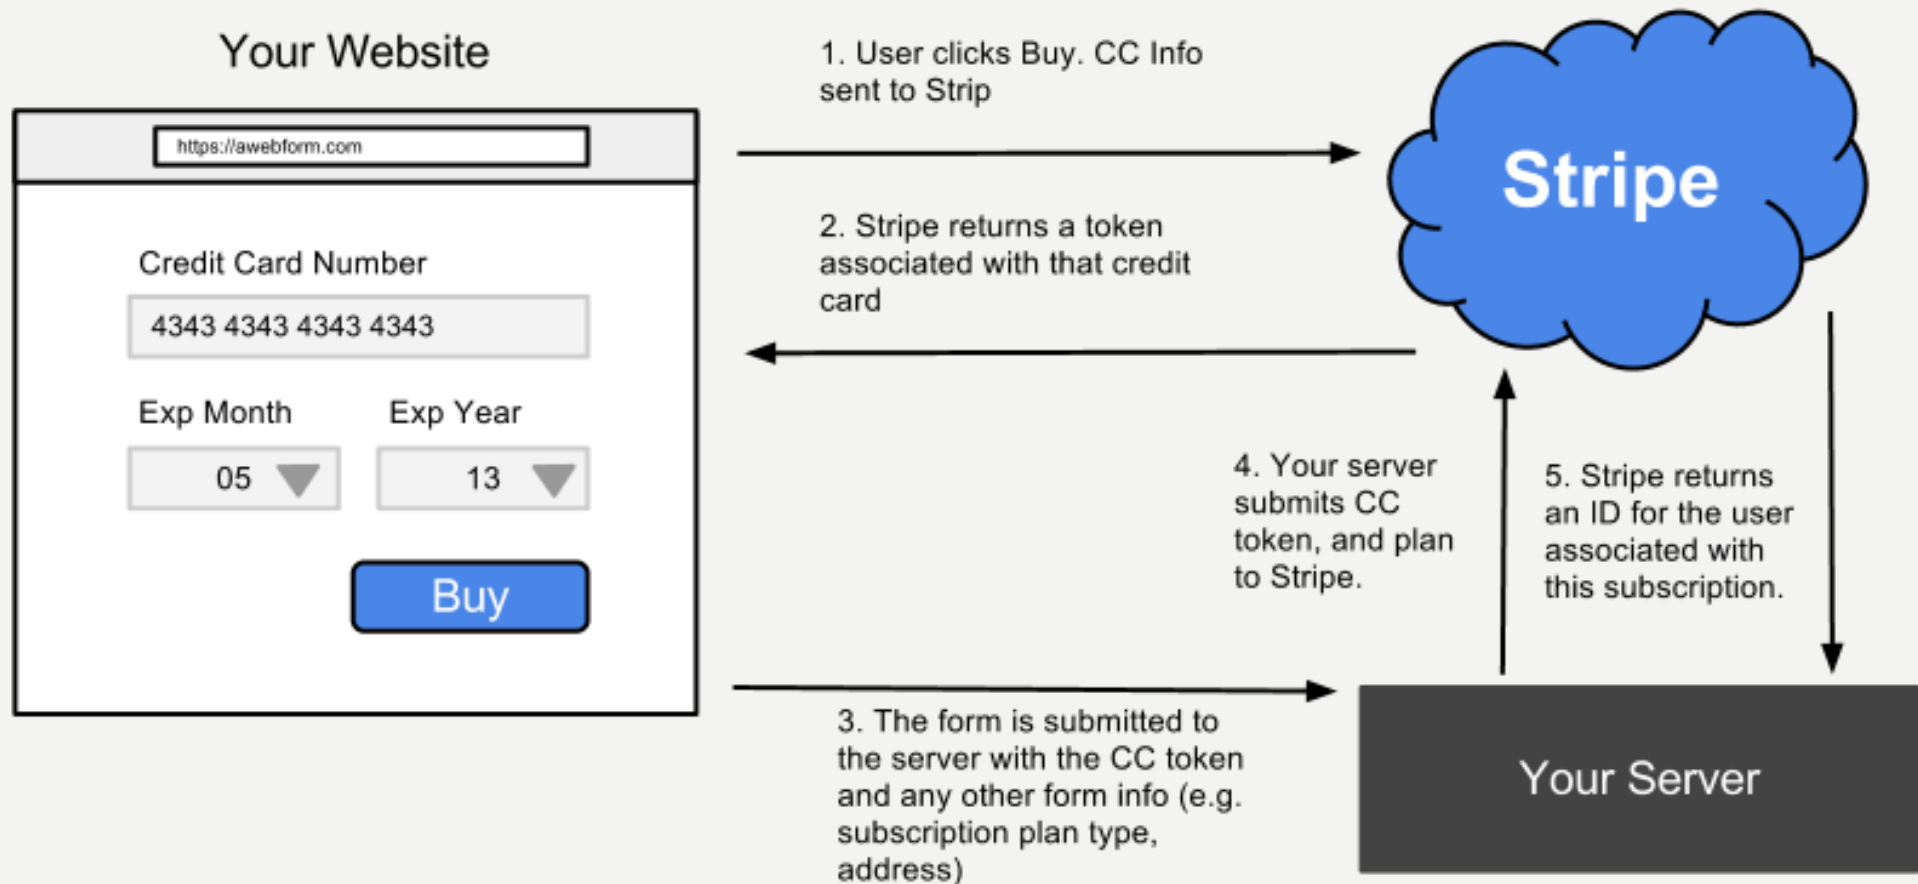 Your Website
https://awebform.com
Credit Card Number
4343 4343 4343 4343
Exp Month
Exp Year
05
13
Buy
1. User clicks Buy. CC Info
sent to Strip
2. Stripe returns a token
associated with that credit
card
Stripe
3. The form is submitted to
the server with the CC token
and any other form info (e.g.
subscription plan type,
address)
4. Your server
submits CC
token, and plan
to Stripe.
5. Stripe returns
an ID for the user
associated with
this subscription.
Your Server